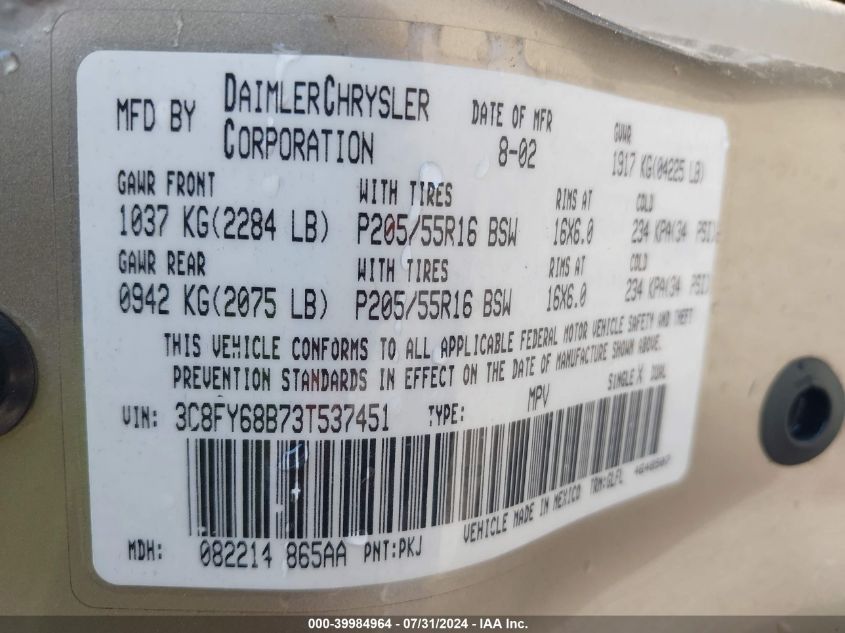 MFD BY DAIMLERCHRYSLER CORPORATION DATE OF MFR 8-02 GVWR 1917 KG(04225 LB)
GAWR FRONT WITH TIRES RIMS AT COLD
1037 KG(2284 LB) P205/55R16 BSW 16X6.0 234 KPA(34 PSI)
GAWR REAR WITH TIRES RIMS AT COLD
0942 KG(2075 LB) P205/55R16 BSW 16X6.0 234 KPA(34 PSI)
THIS VEHICLE CONFORMS TO ALL APPLICABLE FEDERAL MOTOR VEHICLE SAFETY AND THEFT
PREVENTION STANDARDS IN EFFECT ON THE DATE OF MANUFACTURE SHOWN ABOVE.
VIN: 3C8FY68B73T537451 TYPE: MPV SINGLE X DUAL
VEHICLE MADE IN MEXICO TRM:GLFL
MDH: 082214 865AA PNT:PKJ
000-39984964 - 07/31/2024 - IAA Inc.